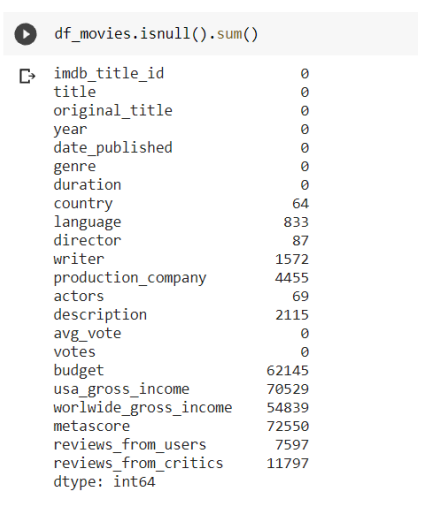 df_movies.isnull().sum()
imdb_title_id 0
title 0
original_title 0
year 0
date_published 0
genre 0
duration 0
country 64
language 833
director 87
writer 1572
production_company 4455
actors 69
description 2115
avg_vote 0
votes 0
budget 62145
usa_gross_income 70529
worlwide_gross_income 54839
metascore 72550
reviews_from_users 7597
reviews_from_critics 11797
dtype: int64